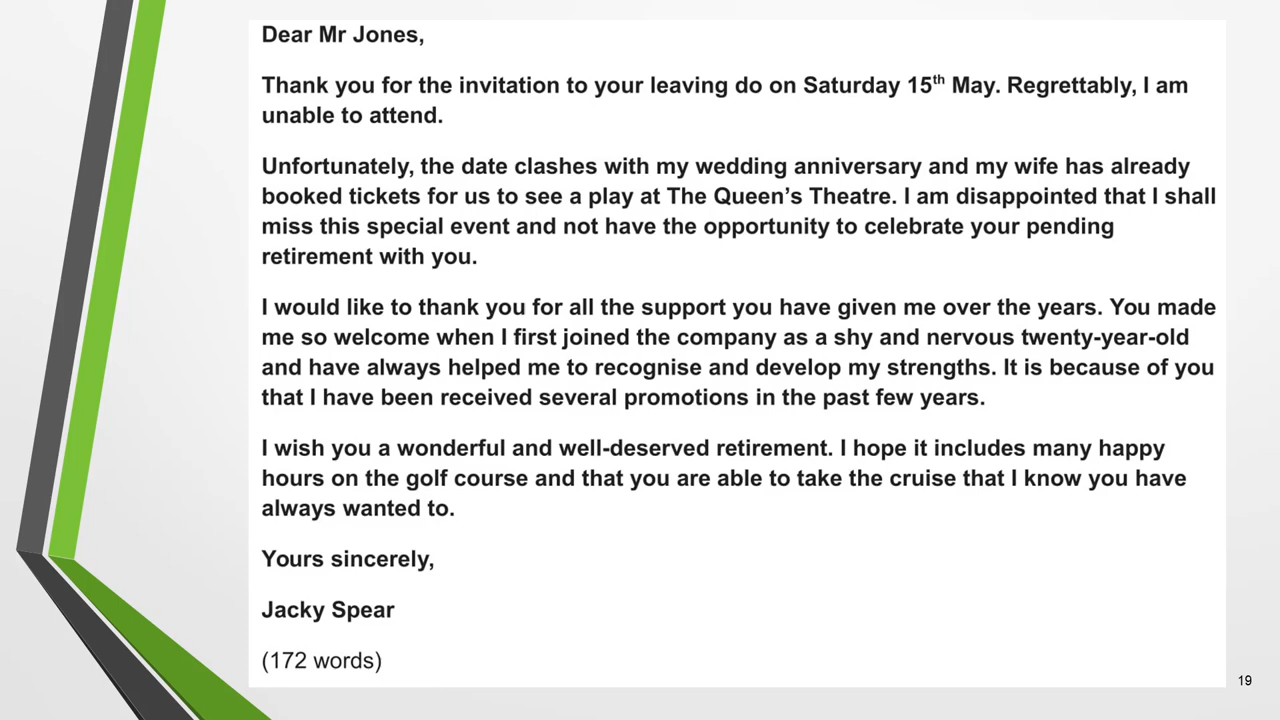 Dear Mr Jones,
Thank you for the invitation to your leaving do on Saturday 15th May. Regrettably, I am
unable to attend.
Unfortunately, the date clashes with my wedding anniversary and my wife has already
booked tickets for us to see a play at The Queen’s Theatre. I am disappointed that I shall
miss this special event and not have the opportunity to celebrate your pending
retirement with you.
I would like to thank you for all the support you have given me over the years. You made
me so welcome when I first joined the company as a shy and nervous twenty-year-old
and have always helped me to recognise and develop my strengths. It is because of you
that I have been received several promotions in the past few years.
I wish you a wonderful and well-deserved retirement. I hope it includes many happy
hours on the golf course and that you are able to take the cruise that I know you have
always wanted to.
Yours sincerely,
Jacky Spear
(172 words)
19